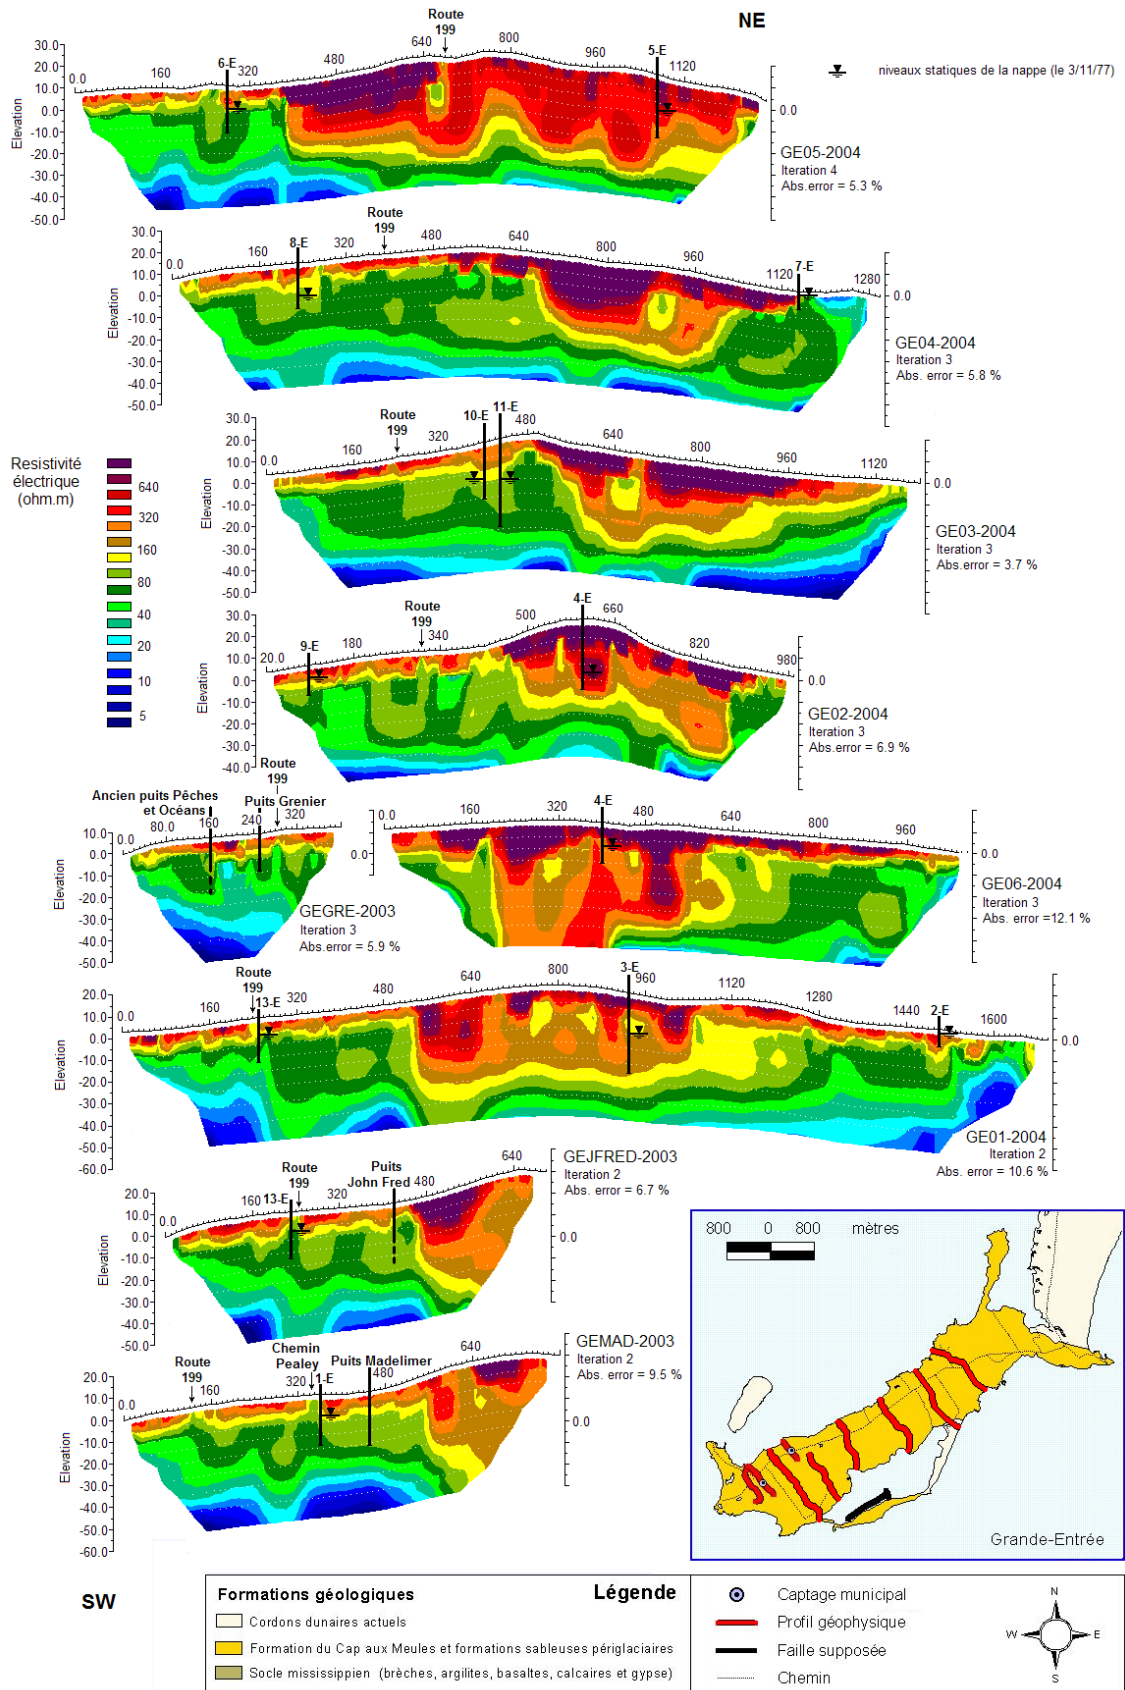 NE
Route
199
niveaux statiques de la nappe (le 3/11/77)
Elevation
30.0
20.0
10.0
0.0
-10.0
-20.0
-30.0
-40.0
-50.0
0.0 160 6-E 320 480 640 800 960 5-E 1120
0.0
GE05-2004
Iteration 4
Abs.error = 5.3 %
Route
199
Elevation
30.0
20.0
10.0
0.0
-10.0
-20.0
-30.0
-40.0
-50.0
0.0 160 8-E 320 480 640 800 960 1120 7-E 1280
0.0
GE04-2004
Iteration 3
Abs. error = 5.8 %
Resistivité
électrique
(ohm.m)
640
320
160
80
40
20
10
5
Route
199
Elevation
30.0
20.0
10.0
0.0
-10.0
-20.0
-30.0
-40.0
-50.0
0.0 160 320 10-E 11-E 480 640 800 960 1120
0.0
GE03-2004
Iteration 3
Abs.error = 3.7 %
Route
199
Elevation
30.0
20.0
10.0
0.0
-10.0
-20.0
-30.0
-40.0
20.0 9-E 180 340 500 4-E 660 820 980
0.0
GE02-2004
Iteration 3
Abs.error = 6.9 %
Ancien puits Pêches
et Océans
Route
199
Puits Grenier
Elevation
10.0
0.0
-10.0
-20.0
-30.0
-40.0
-50.0
0.0 80.0 160 240 320
0.0
GEGRE-2003
Iteration 3
Abs.error = 5.9 %
0.0 160 320 4-E 480 640 800 960
0.0
GE06-2004
Iteration 3
Abs. error =12.1 %
Route
199
Elevation
20.0
10.0
0.0
-10.0
-20.0
-30.0
-40.0
-50.0
-60.0
0.0 160 13-E 320 480 640 800 3-E 960 1120 1280 1440 2-E 1600
0.0
GE01-2004
Iteration 2
Abs. error = 10.6 %
Route
199
Puits
John Fred
Elevation
20.0
10.0
0.0
-10.0
-20.0
-30.0
-40.0
-50.0
0.0 160 13-E 320 480 640
0.0
GEJFRED-2003
Iteration 2
Abs. error = 6.7 %
Route
199
Chemin
Pealey
Puits Madelimer
Elevation
20.0
10.0
0.0
-10.0
-20.0
-30.0
-40.0
-50.0
-60.0
0.0 160 320 1-E 480 640
0.0
GEMAD-2003
Iteration 2
Abs. error = 9.5 %
800 0 800 mètres
Grande-Entrée
SW
Formations géologiques
Légende
Cordons dunaires actuels
Formation du Cap aux Meules et formations sableuses périglaciaires
Socle mississippien (brèches, argilites, basaltes, calcaires et gypse)
Captage municipal
Profil géophysique
Faille supposée
Chemin
N
W E
S